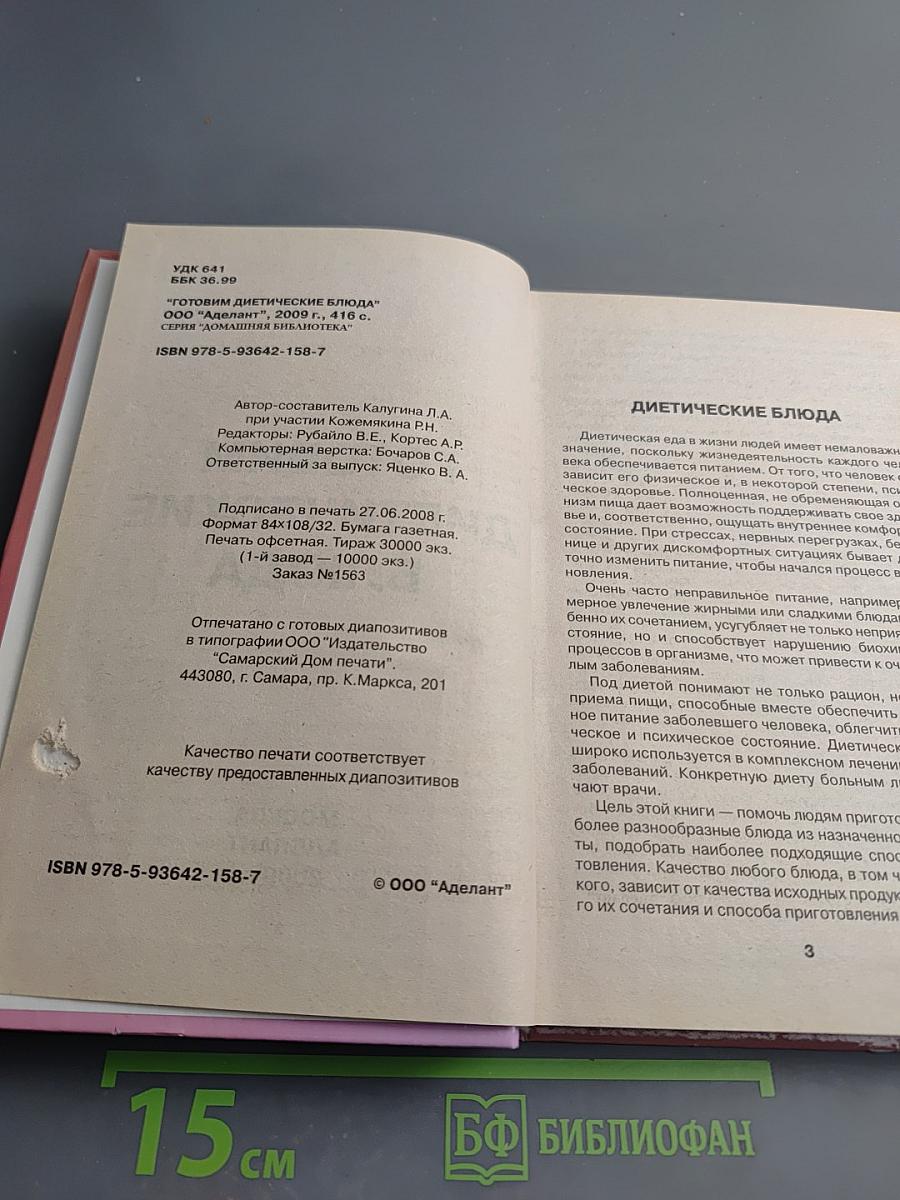 УДК 641
ББК 36.99
"ГОТОВИМ ДИЕТИЧЕСКИЕ БЛЮДА"
ООО "Аделант", 2009 г., 416 с.
СЕРИЯ "ДОМАШНЯЯ БИБЛИОТЕКА"
ISBN 978-5-93642-158-7
Автор-составитель Калугина Л.А.
при участии Кожемякина Р.Н.
Редакторы: Рубайло В.Е., Кортес А.Р.
Компьютерная верстка: Бочаров С.А.
Ответственный за выпуск: Яценко В. А.
Подписано в печать 27.06.2008 г.
Формат 84×108/32. Бумага газетная.
Печать офсетная. Тираж 30000 экз.
(1-й завод — 10000 экз.)
Заказ №1563
Отпечатано с готовых диапозитивов
в типографии ООО "Издательство
"Самарский Дом печати".
443080, г. Самара, пр. К.Маркса, 201
Качество печати соответствует
качеству предоставленных диапозитивов
ISBN 978-5-93642-158-7
© ООО "Аделант"
ДИЕТИЧЕСКИЕ БЛЮДА
Диетическая еда в жизни людей имеет немаловажн
значение, поскольку жизнедеятельность каждого че
века обеспечивается питанием. От того, что человек
зависит его физическое и, в некоторой степени, пси
ческое здоровье. Полноценная, не обременяющая о
низм пища дает возможность поддерживать свое зд
вье и, соответственно, ощущать внутреннее комфор
состояние. При стрессах, нервных перегрузках, бе
нице и других дискомфортных ситуациях бывает д
точно изменить питание, чтобы начался процесс в
новления.
Очень часто неправильное питание, например
мерное увлечение жирными или сладкими блюда
бенно их сочетанием, усугубляет не только неприя
стояние, но и способствует нарушению биохи
процессов в организме, что может привести к оч
лым заболеваниям.
Под диетой понимают не только рацион, н
приема пищи, способные вместе обеспечить
ное питание заболевшего человека, облегчит
ческое и психическое состояние. Диетическ
широко используется в комплексном лечени
заболеваний. Конкретную диету больным л
чают врачи.
Цель этой книги — помочь людям пригото
более разнообразные блюда из назначенно
ты, подобрать наиболее подходящие спос
товления. Качество любого блюда, в том ч
кого, зависит от качества исходных продук
го их сочетания и способа приготовления
3
15 см
БФ БИБЛИОФАН